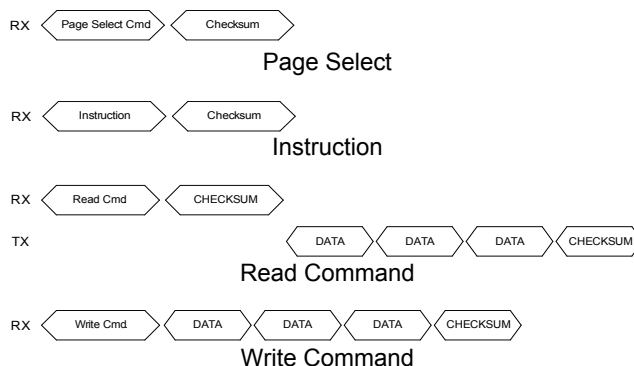 RX Page Select Cmd Checksum
Page Select
RX Instruction Checksum
Instruction
RX Read Cmd CHECKSUM
TX DATA DATA DATA CHECKSUM
Read Command
RX Write Cmd. DATA DATA DATA CHECKSUM
Write Command